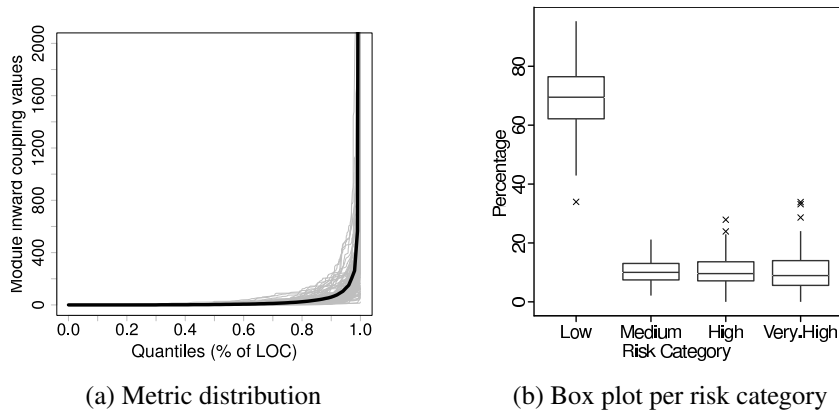 Module inward coupling values
2000
1600
1200
800
400
0
0.0 0.2 0.4 0.6 0.8 1.0
Quantiles (% of LOC)
(a) Metric distribution
Percentage
80
60
40
20
0
Low Medium High Very.High
Risk Category
(b) Box plot per risk category